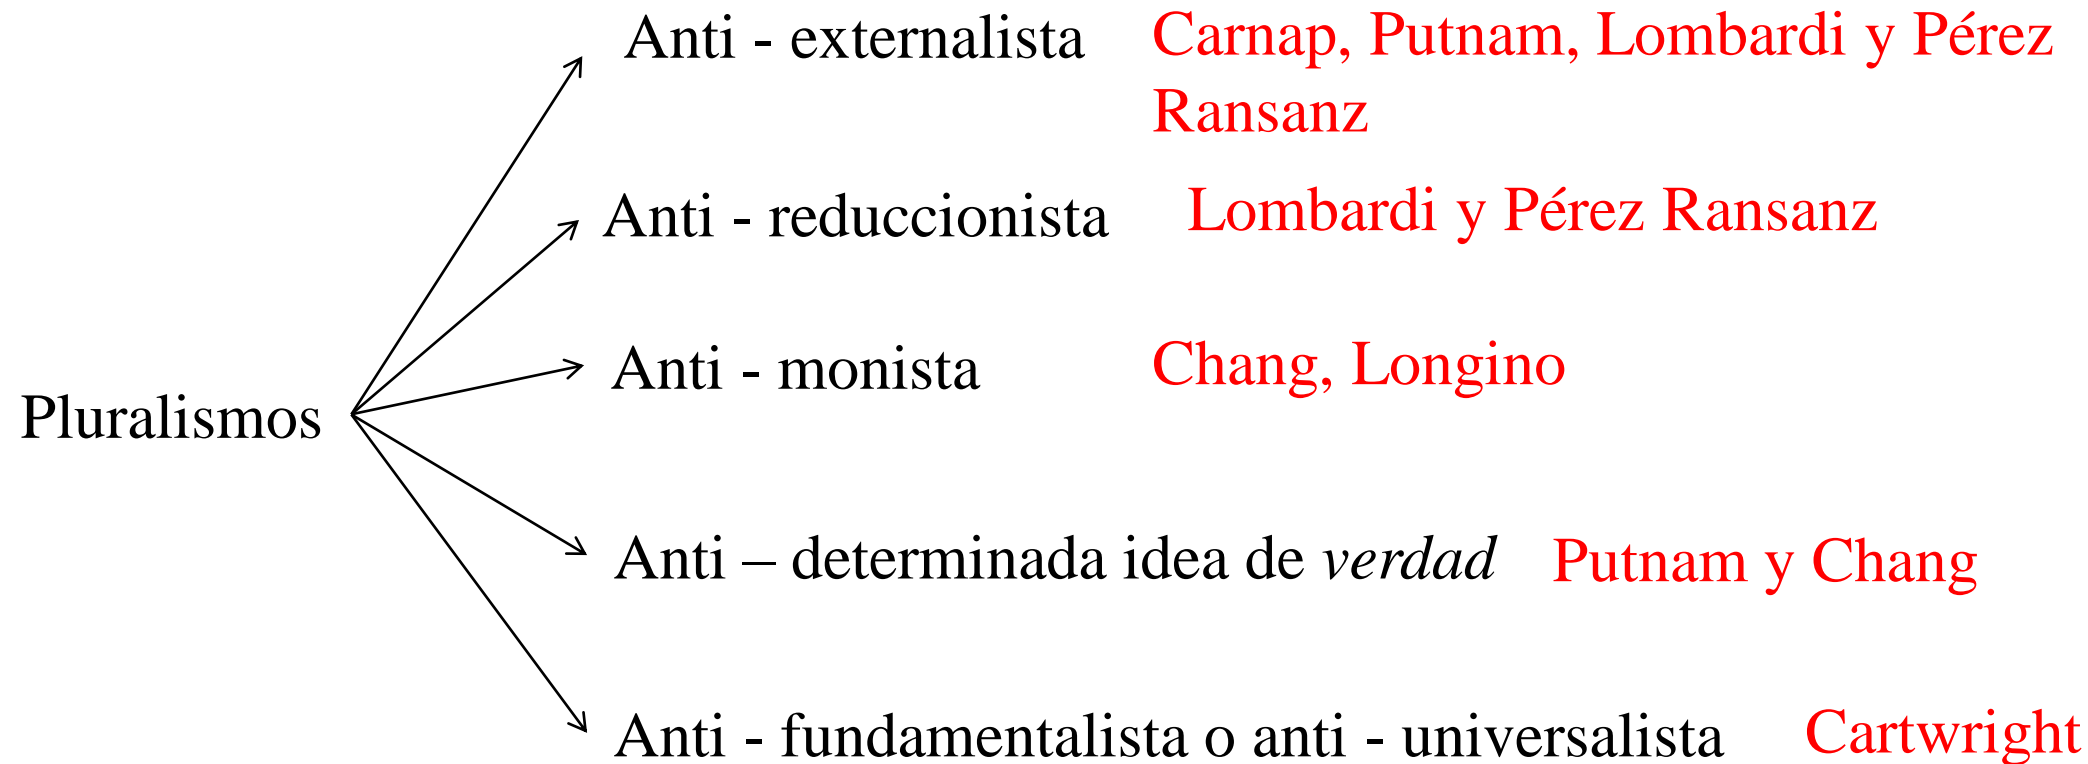 Anti - externalista Carnap, Putnam, Lombardi y Pérez
Ransanz
Anti - reduccionista Lombardi y Pérez Ransanz
Anti - monista Chang, Longino
Pluralismos
Anti – determinada idea de verdad Putnam y Chang
Anti - fundamentalista o anti - universalista Cartwright